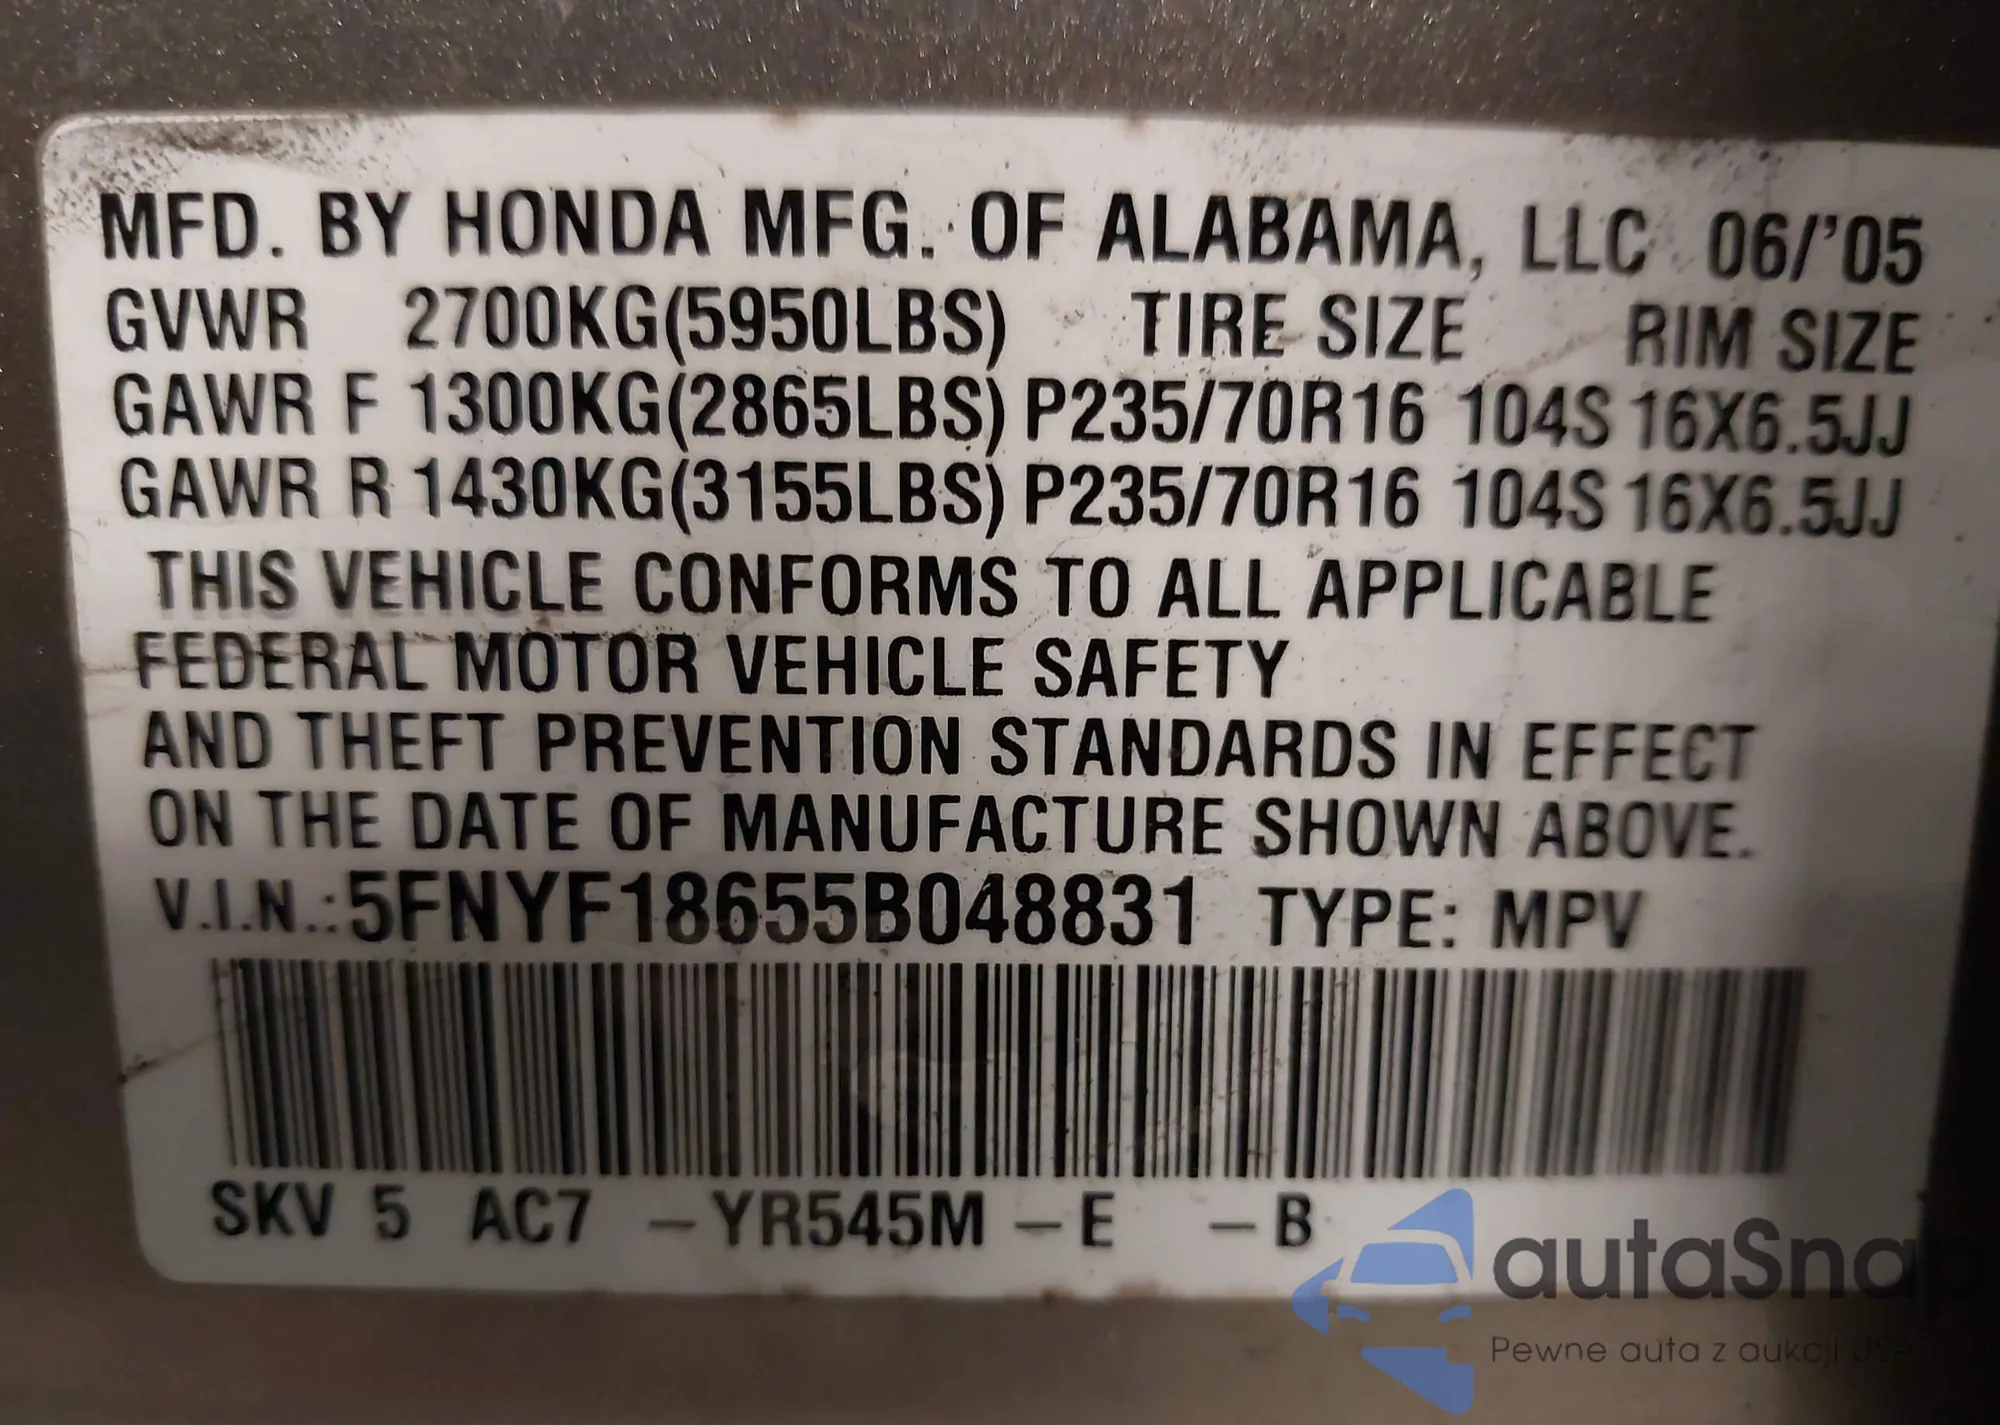 MFD. BY HONDA MFG. OF ALABAMA, LLC 06/'05
GVWR 2700KG(5950LBS) TIRE SIZE RIM SIZE
GAWR F 1300KG(2865LBS) P235/70R16 104S 16X6.5JJ
GAWR R 1430KG(3155LBS) P235/70R16 104S 16X6.5JJ
THIS VEHICLE CONFORMS TO ALL APPLICABLE
FEDERAL MOTOR VEHICLE SAFETY
AND THEFT PREVENTION STANDARDS IN EFFECT
ON THE DATE OF MANUFACTURE SHOWN ABOVE.
V.I.N.:5FNYF18655B048831 TYPE: MPV
SKV 5 AC7 –YR545M –E –B
autaSnap
Pewne auta z aukcji